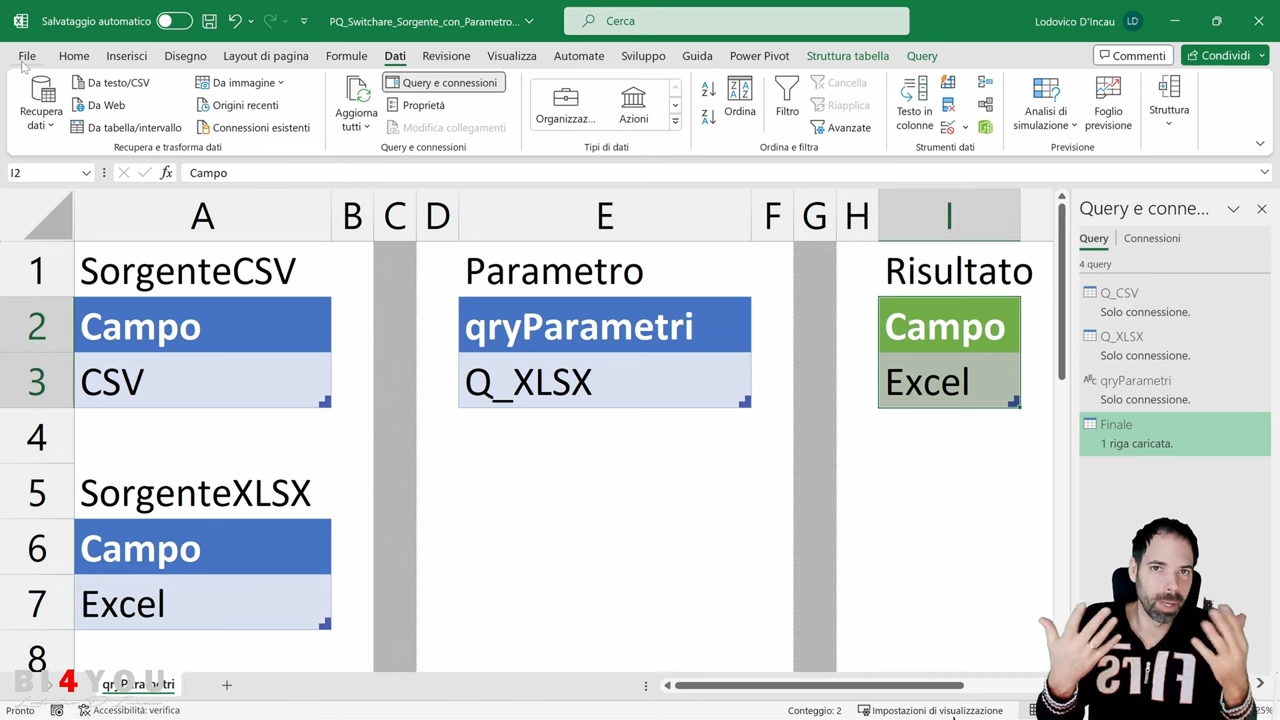 Salvataggio automatico
PQ_Switchare_Sorgente_con_Parametro...
Cerca
Lodovico D'Incau
LD
File
Home
Inserisci
Disegno
Layout di pagina
Formule
Dati
Revisione
Visualizza
Automate
Sviluppo
Guida
Power Pivot
Struttura tabella
Query
Commenti
Condividi
Recupera dati
Da testo/CSV
Da Web
Da tabella/intervallo
Da immagine
Origini recenti
Connessioni esistenti
Recupera e trasforma dati
Aggiorna tutti
Query e connessioni
Proprietà
Modifica collegamenti
Query e connessioni
Organizzaz...
Azioni
Tipi di dati
Ordina
Filtro
Cancella
Riapplica
Avanzate
Ordina e filtra
Testo in colonne
Strumenti dati
Analisi di simulazione
Foglio previsione
Previsione
Struttura
I2
fx
Campo
A B C D E F G H I
1 SorgenteCSV Parametro Risultato
2 Campo qryParametri Campo
3 CSV Q_XLSX Excel
4
5 SorgenteXLSX
6 Campo
7 Excel
8
Query e conne...
Query
Connessioni
4 query
Q_CSV
Solo connessione.
Q_XLSX
Solo connessione.
qryParametri
Solo connessione.
Finale
1 riga caricata.
BI4YOU
qryParametri
Pronto
Accessibilità: verifica
Conteggio: 2
Impostazioni di visualizzazione